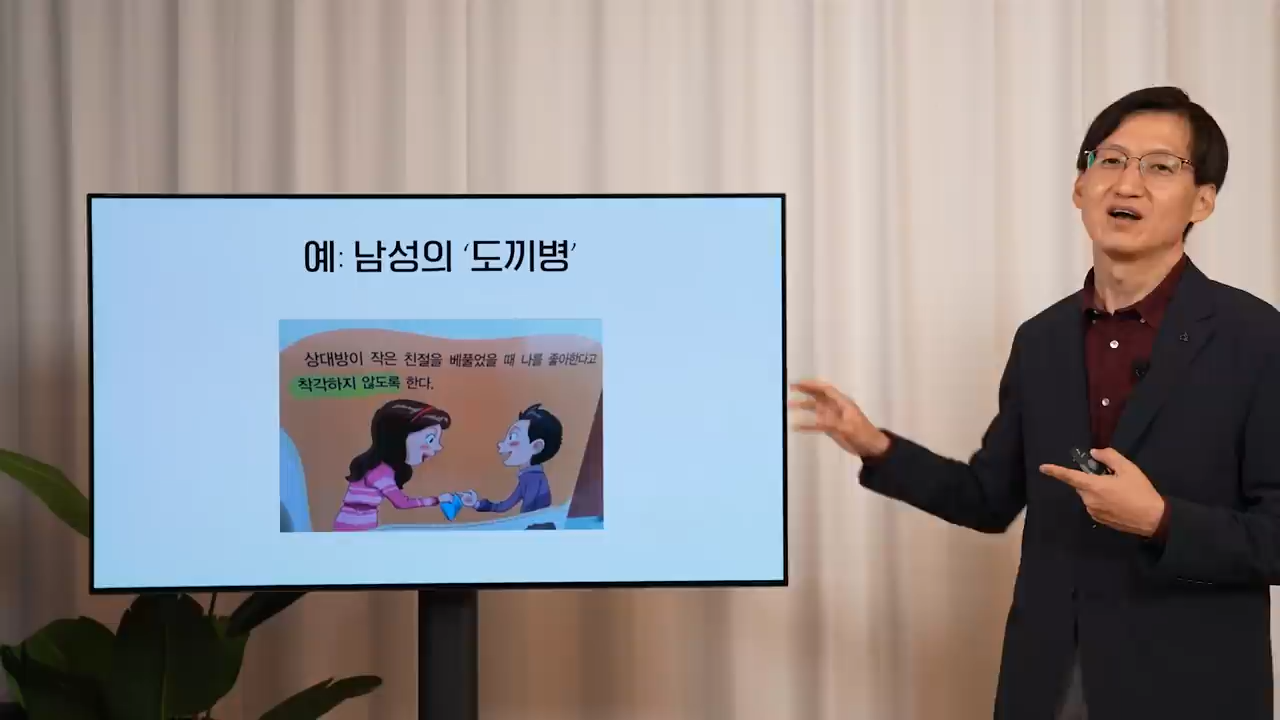 예: 남성의 ‘도끼병’
상대방이 작은 친절을 베풀었을 때 나를 좋아한다고
착각하지 않도록 한다.